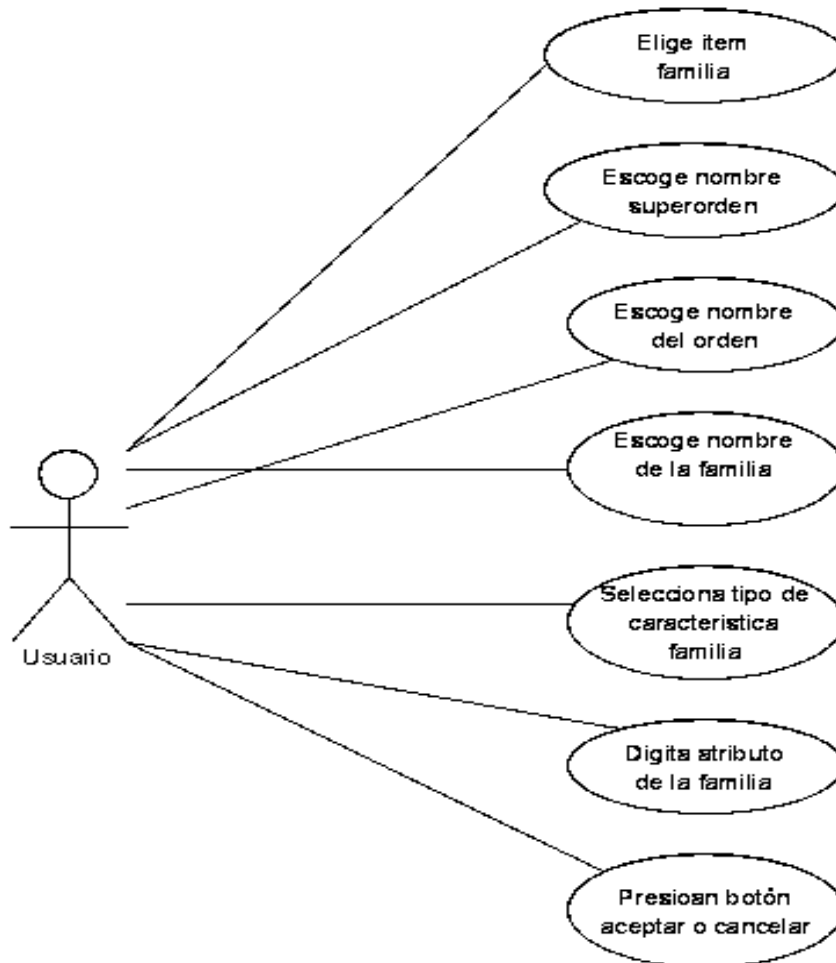 Elige item
familia
Escoge nombre
superorden
Escoge nombre
del orden
Escoge nombre
de la familia
Selecciona tipo de
caracteristica
familia
Usuario
Digita atributo
de la familia
Presioan botón
aceptar o cancelar